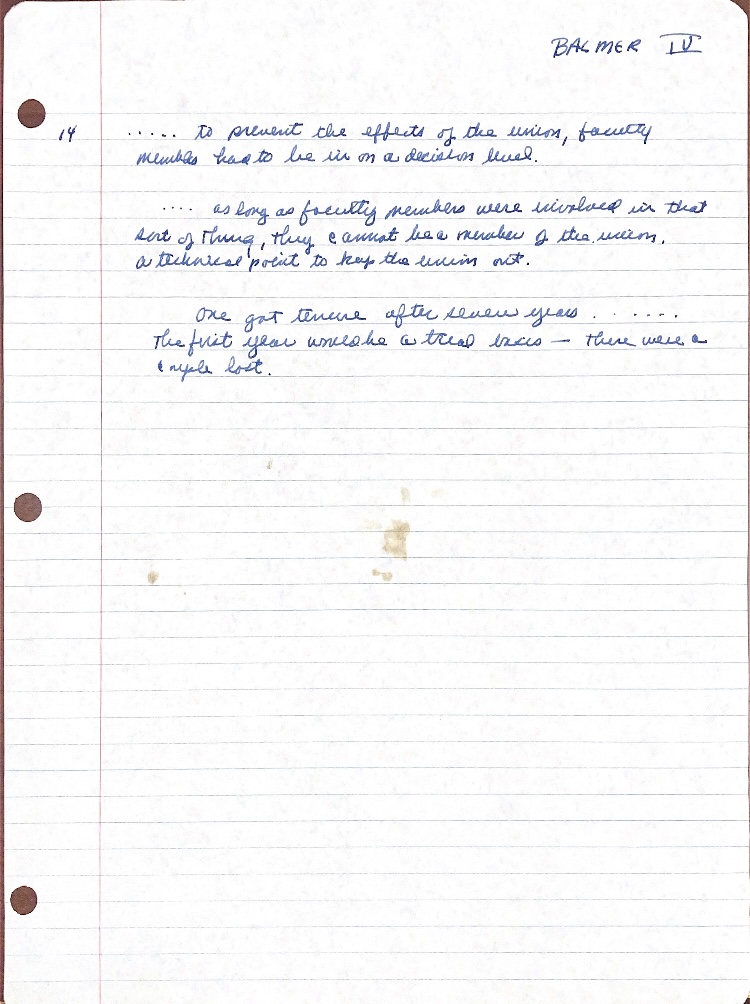 BALMER IV
14 ..... to prevent the effects of the union, faculty
members had to be in on a decision level.
.... as long as faculty members were involved in that
sort of thing, they cannot be a member of the union.
a technical point to keep the union out.
One got tenure after seven years .......
The first year would be a trial basis — there were a
couple lost.